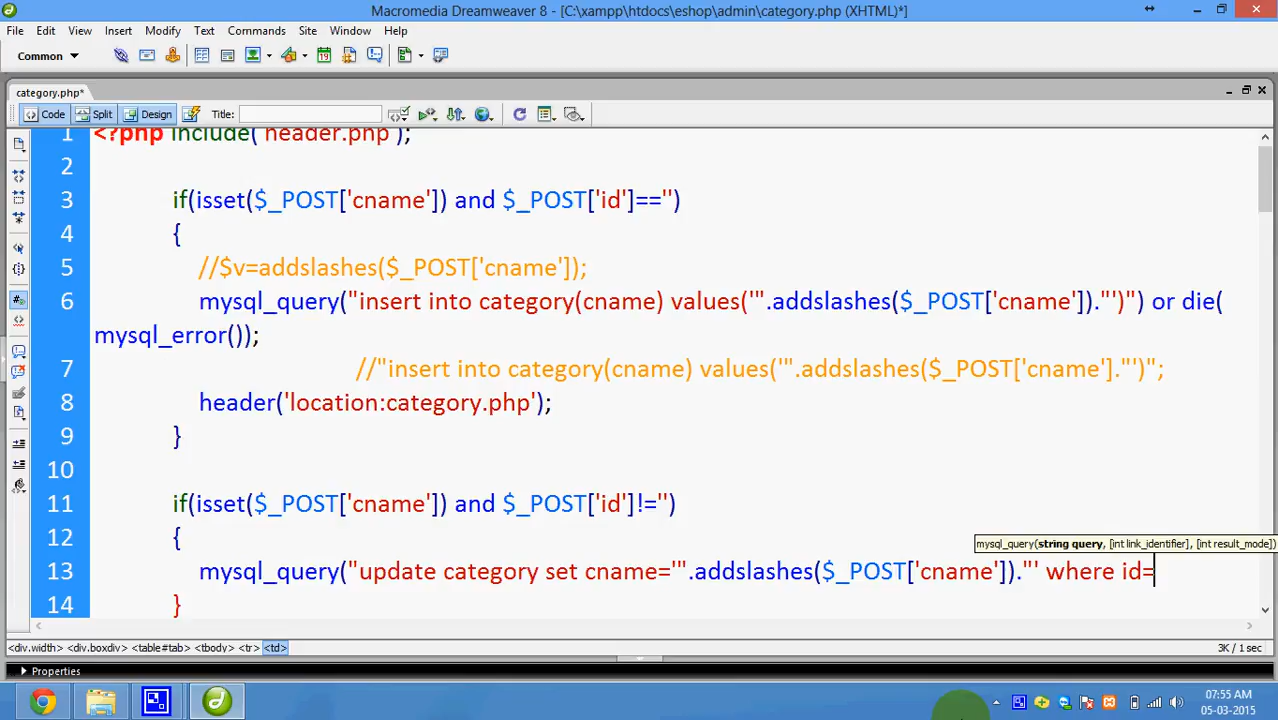 Macromedia Dreamweaver 8 - [C:\xampp\htdocs\eshop\admin\category.php (XHTML)*]
File Edit View Insert Modify Text Commands Site Window Help
Common
category.php*
Code Split Design Title:
1 <?php include('header.php');
2
3 if(isset($_POST['cname']) and $_POST['id']=='')
4 {
5 //$v=addslashes($_POST['cname']);
6 mysql_query("insert into category(cname) values('".addslashes($_POST['cname'])."')") or die(
mysql_error());
7 //"insert into category(cname) values('".addslashes($_POST['cname']."')";
8 header('location:category.php');
9 }
10
11 if(isset($_POST['cname']) and $_POST['id']!='')
12 {
mysql_query(string query, [int link_identifier], [int result_mode])
13 mysql_query("update category set cname='".addslashes($_POST['cname'])."' where id=
14 }
<div.width> <div.boxdiv> <table#tab> <tbody> <tr> <td> 3K / 1 sec
Properties
07:55 AM
05-03-2015